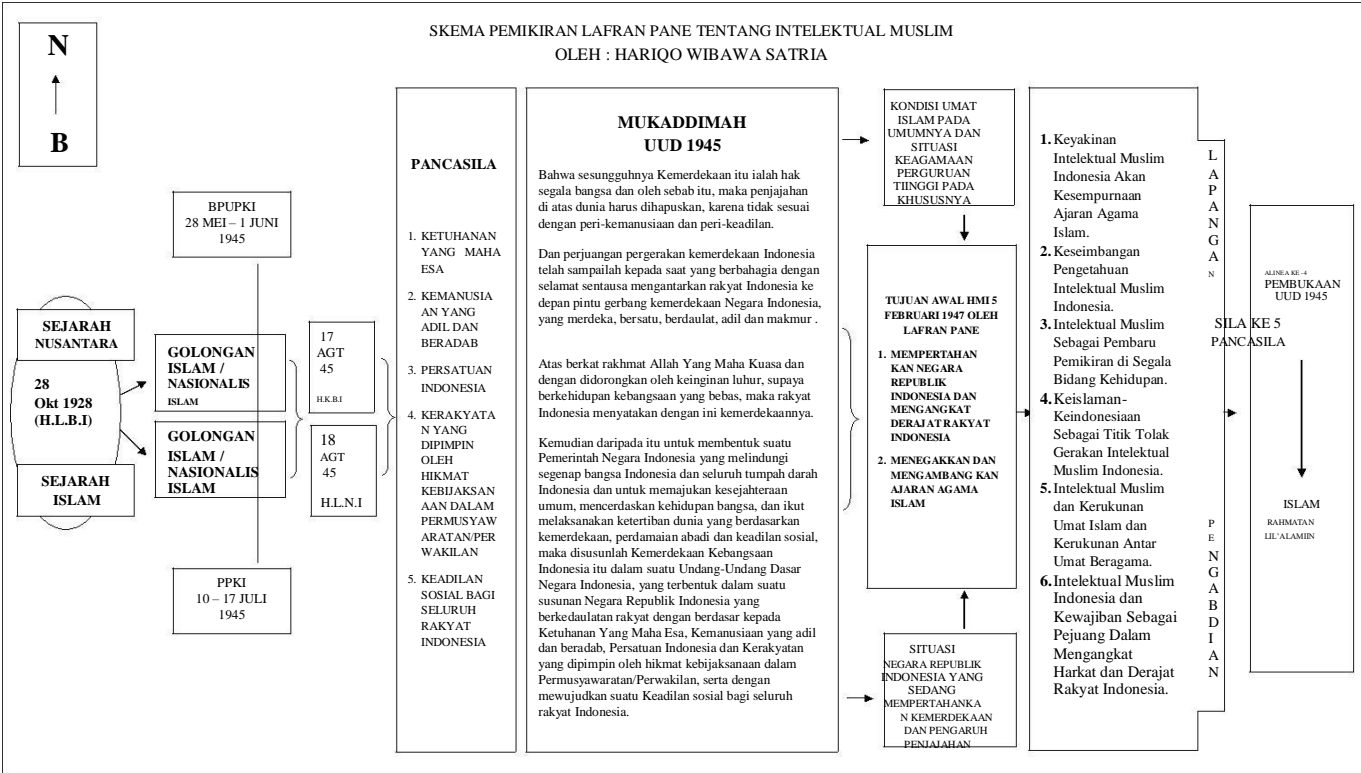 SKEMA PEMIKIRAN LAFRAN PANE TENTANG INTELEKTUAL MUSLIM
OLEH : HARIQO WIBAWA SATRIA
N
B
BPUPKI
28 MEI – 1 JUNI
1945
SEJARAH
NUSANTARA
28
Okt 1928
(H.L.B.I)
SEJARAH
ISLAM
GOLONGAN
ISLAM /
NASIONALIS
ISLAM
GOLONGAN
ISLAM /
NASIONALIS
ISLAM
PPKI
10 – 17 JULI
1945
17
AGT
45
H.K.B.I
18
AGT
45
H.L.N.I
PANCASILA
1. KETUHANAN
YANG MAHA
ESA
2. KEMANUSIA
AN YANG
ADIL DAN
BERADAB
3. PERSATUAN
INDONESIA
4. KERAKYATA
N YANG
DIPIMPIN
OLEH
HIKMAT
KEBIJAKSAN
AAN DALAM
PERMUSYAW
ARATAN/PER
WAKILAN
5. KEADILAN
SOSIAL BAGI
SELURUH
RAKYAT
INDONESIA
MUKADDIMAH
UUD 1945
Bahwa sesungguhnya Kemerdekaan itu ialah hak
segala bangsa dan oleh sebab itu, maka penjajahan
di atas dunia harus dihapuskan, karena tidak sesuai
dengan peri-kemanusiaan dan peri-keadilan.
Dan perjuangan pergerakan kemerdekaan Indonesia
telah sampailah kepada saat yang berbahagia dengan
selamat sentausa mengantarkan rakyat Indonesia ke
depan pintu gerbang kemerdekaan Negara Indonesia,
yang merdeka, bersatu, berdaulat, adil dan makmur .
Atas berkat rakhmat Allah Yang Maha Kuasa dan
dengan didorongkan oleh keinginan luhur, supaya
berkehidupan kebangsaan yang bebas, maka rakyat
Indonesia menyatakan dengan ini kemerdekaannya.
Kemudian daripada itu untuk membentuk suatu
Pemerintah Negara Indonesia yang melindungi
segenap bangsa Indonesia dan seluruh tumpah darah
Indonesia dan untuk memajukan kesejahteraan
umum, mencerdaskan kehidupan bangsa, dan ikut
melaksanakan ketertiban dunia yang berdasarkan
kemerdekaan, perdamaian abadi dan keadilan sosial,
maka disusunlah Kemerdekaan Kebangsaan
Indonesia itu dalam suatu Undang-Undang Dasar
Negara Indonesia, yang terbentuk dalam suatu
susunan Negara Republik Indonesia yang
berkedaulatan rakyat dengan berdasar kepada
Ketuhanan Yang Maha Esa, Kemanusiaan yang adil
dan beradab, Persatuan Indonesia dan Kerakyatan
yang dipimpin oleh hikmat kebijaksanaan dalam
Permusyawaratan/Perwakilan, serta dengan
mewujudkan suatu Keadilan sosial bagi seluruh
rakyat Indonesia.
KONDISI UMAT
ISLAM PADA
UMUMNYA DAN
SITUASI
KEAGAMAAN
PERGURUAN
TIINGGI PADA
KHUSUSNYA
TUJUAN AWAL HMI 5
FEBRUARI 1947 OLEH
LAFRAN PANE
1. MEMPERTAHAN
KAN NEGARA
REPUBLIK
INDONESIA DAN
MENGANGKAT
DERAJAT RAKYAT
INDONESIA
2. MENEGAKKAN DAN
MENGAMBANG KAN
AJARAN AGAMA
ISLAM
SITUASI
NEGARA REPUBLIK
INDONESIA YANG
SEDANG
MEMPERTAHANKA
N KEMERDEKAAN
DAN PENGARUH
PENJAJAHAN
1. Keyakinan
Intelektual Muslim
Indonesia Akan
Kesempurnaan
Ajaran Agama
Islam.
2. Keseimbangan
Pengetahuan
Intelektual Muslim
Indonesia.
3. Intelektual Muslim
Sebagai Pembaru
Pemikiran di Segala
Bidang Kehidupan.
4. Keislaman-
Keindonesiaan
Sebagai Titik Tolak
Gerakan Intelektual
Muslim Indonesia.
5. Intelektual Muslim
dan Kerukunan
Umat Islam dan
Kerukunan Antar
Umat Beragama.
6. Intelektual Muslim
Indonesia dan
Kewajiban Sebagai
Pejuang Dalam
Mengangkat
Harkat dan Derajat
Rakyat Indonesia.
L
A
P
A
N
G
A
N
P
E
N
G
A
B
D
I
A
N
SILA KE 5
PANCASILA
ALINEA KE -4
PEMBUKAAN
UUD 1945
ISLAM
RAHMATAN
LIL'ALAMIIN